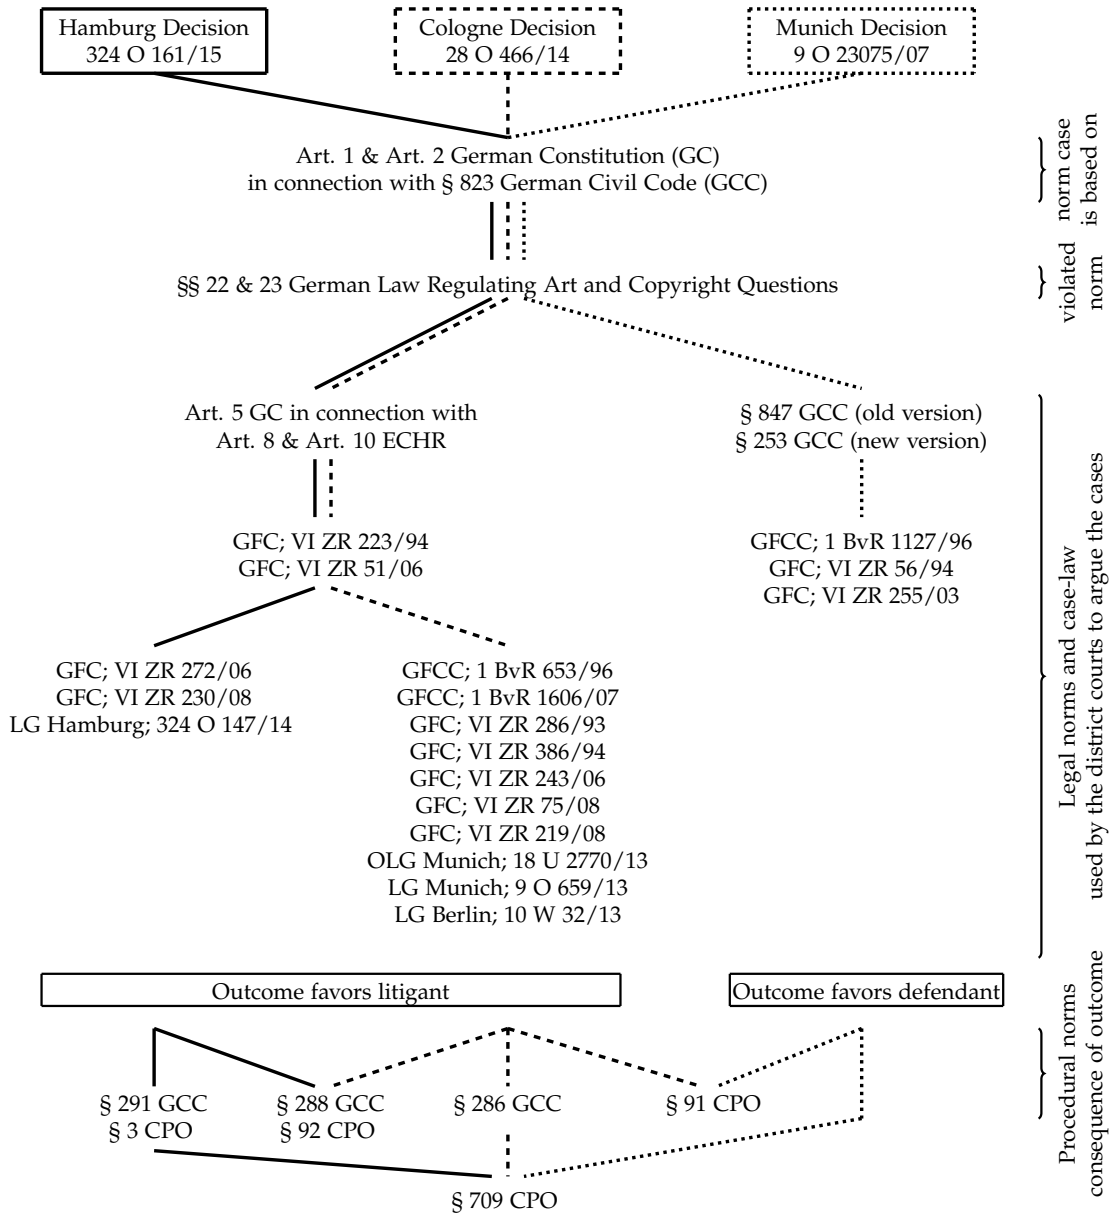 Hamburg Decision
324 O 161/15
Cologne Decision
28 O 466/14
Munich Decision
9 O 23075/07
Art. 1 & Art. 2 German Constitution (GC)
in connection with § 823 German Civil Code (GCC)
norm case
is based on
§§ 22 & 23 German Law Regulating Art and Copyright Questions
violated
norm
Art. 5 GC in connection with
Art. 8 & Art. 10 ECHR
§ 847 GCC (old version)
§ 253 GCC (new version)
GFC; VI ZR 223/94
GFC; VI ZR 51/06
GFCC; 1 BvR 1127/96
GFC; VI ZR 56/94
GFC; VI ZR 255/03
GFC; VI ZR 272/06
GFC; VI ZR 230/08
LG Hamburg; 324 O 147/14
GFCC; 1 BvR 653/96
GFCC; 1 BvR 1606/07
GFC; VI ZR 286/93
GFC; VI ZR 386/94
GFC; VI ZR 243/06
GFC; VI ZR 75/08
GFC; VI ZR 219/08
OLG Munich; 18 U 2770/13
LG Munich; 9 O 659/13
LG Berlin; 10 W 32/13
Legal norms and case-law
used by the district courts to argue the cases
Outcome favors litigant
Outcome favors defendant
§ 291 GCC
§ 3 CPO
§ 288 GCC
§ 92 CPO
§ 286 GCC
§ 91 CPO
§ 709 CPO
Procedural norms
consequence of outcome